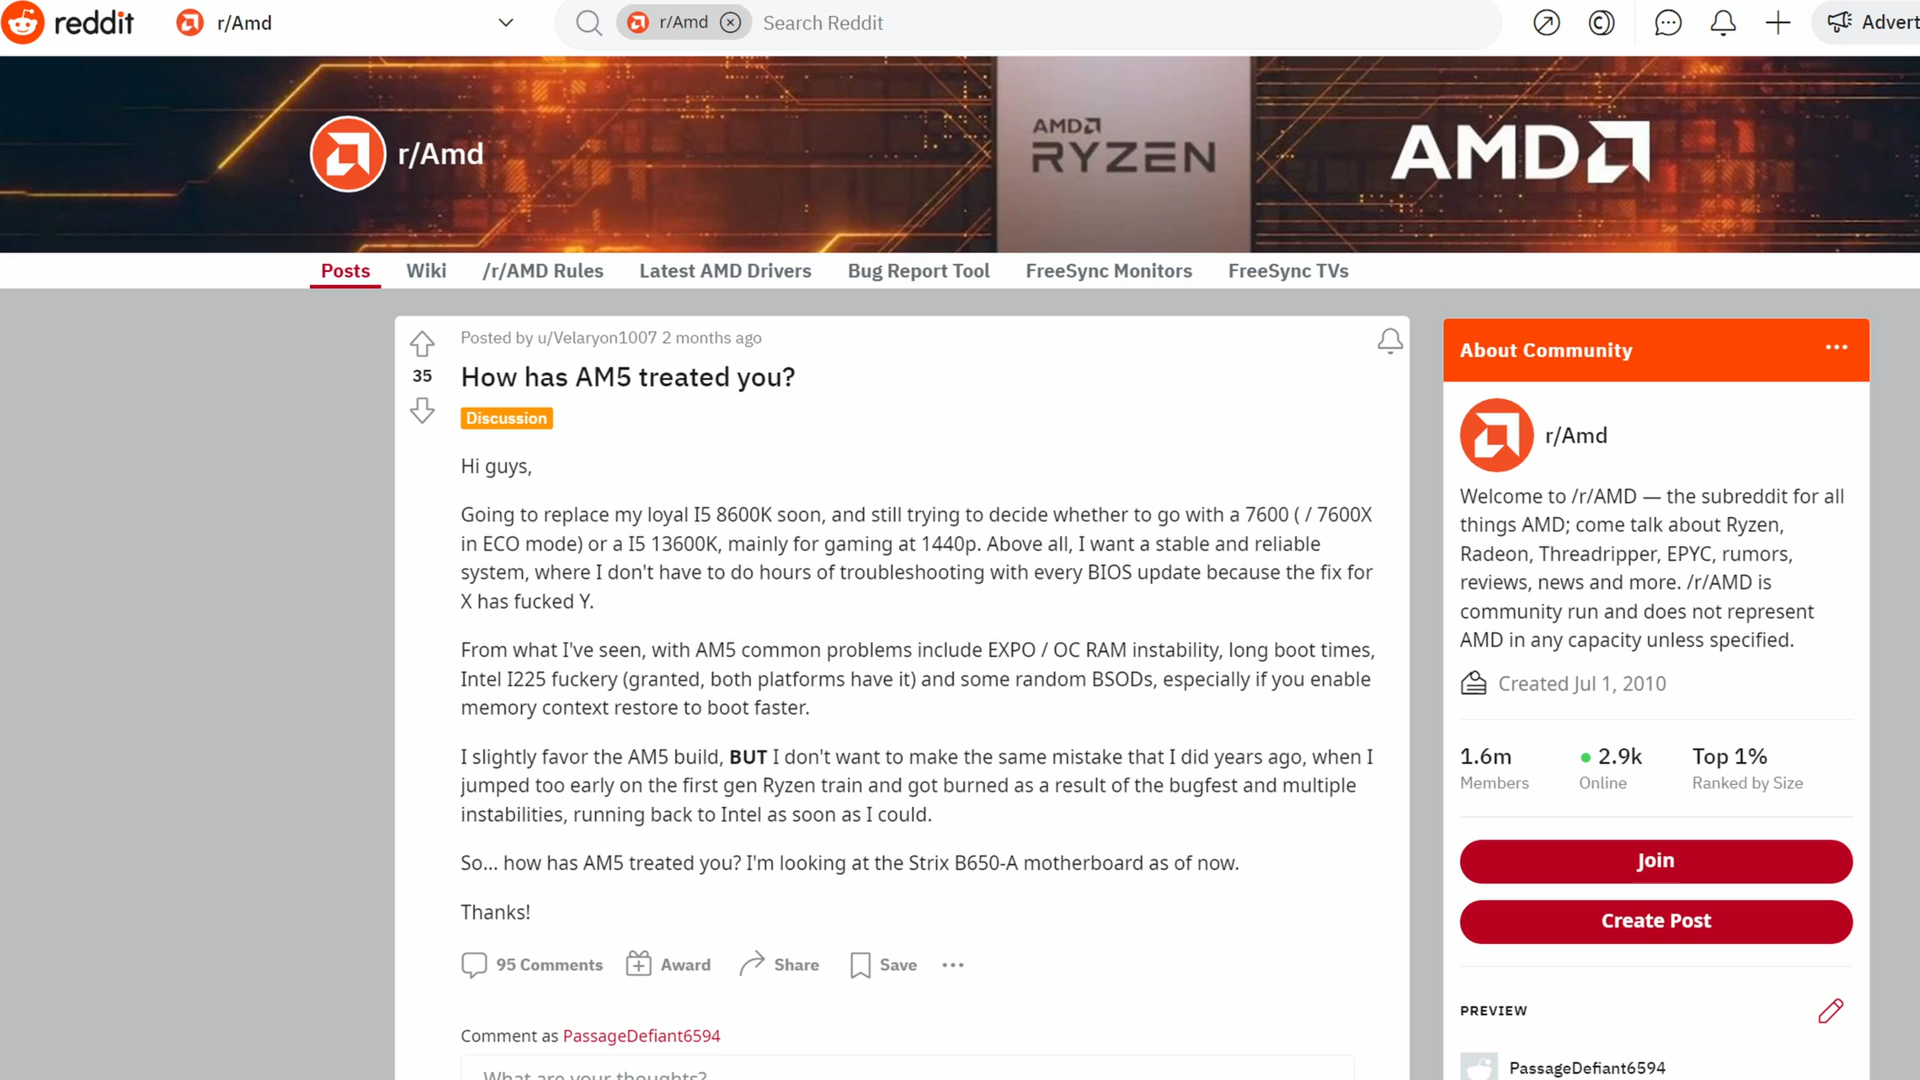 reddit
r/Amd
r/Amd
Search Reddit
Advert
r/Amd
AMD
RYZEN
AMD
Posts
Wiki
/r/AMD Rules
Latest AMD Drivers
Bug Report Tool
FreeSync Monitors
FreeSync TVs
Posted by u/Velaryon1007 2 months ago
35
How has AM5 treated you?
Discussion
Hi guys,
Going to replace my loyal I5 8600K soon, and still trying to decide whether to go with a 7600 ( / 7600X
in ECO mode) or a I5 13600K, mainly for gaming at 1440p. Above all, I want a stable and reliable
system, where I don't have to do hours of troubleshooting with every BIOS update because the fix for
X has fucked Y.
From what I've seen, with AM5 common problems include EXPO / OC RAM instability, long boot times,
Intel I225 fuckery (granted, both platforms have it) and some random BSODs, especially if you enable
memory context restore to boot faster.
I slightly favor the AM5 build, BUT I don't want to make the same mistake that I did years ago, when I
jumped too early on the first gen Ryzen train and got burned as a result of the bugfest and multiple
instabilities, running back to Intel as soon as I could.
So... how has AM5 treated you? I'm looking at the Strix B650-A motherboard as of now.
Thanks!
95 Comments
Award
Share
Save
Comment as PassageDefiant6594
What are your thoughts?
About Community
r/Amd
Welcome to /r/AMD — the subreddit for all
things AMD; come talk about Ryzen,
Radeon, Threadripper, EPYC, rumors,
reviews, news and more. /r/AMD is
community run and does not represent
AMD in any capacity unless specified.
Created Jul 1, 2010
1.6m
Members
2.9k
Online
Top 1%
Ranked by Size
Join
Create Post
PREVIEW
PassageDefiant6594